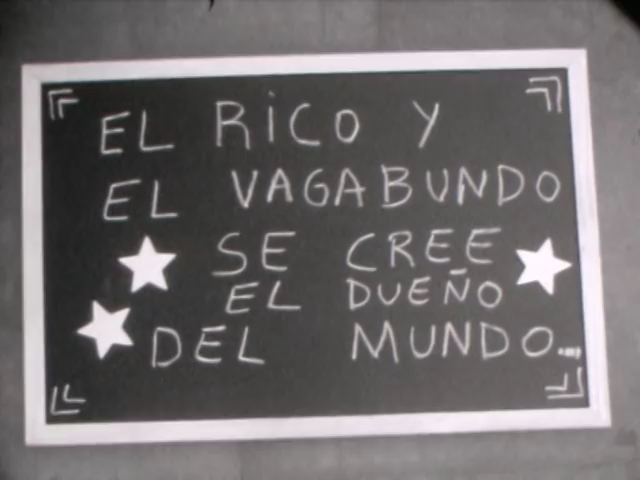 EL RiCO Y
EL VAGABUNDO
SE CREE
EL DUEÑO
DEL MUNDO...